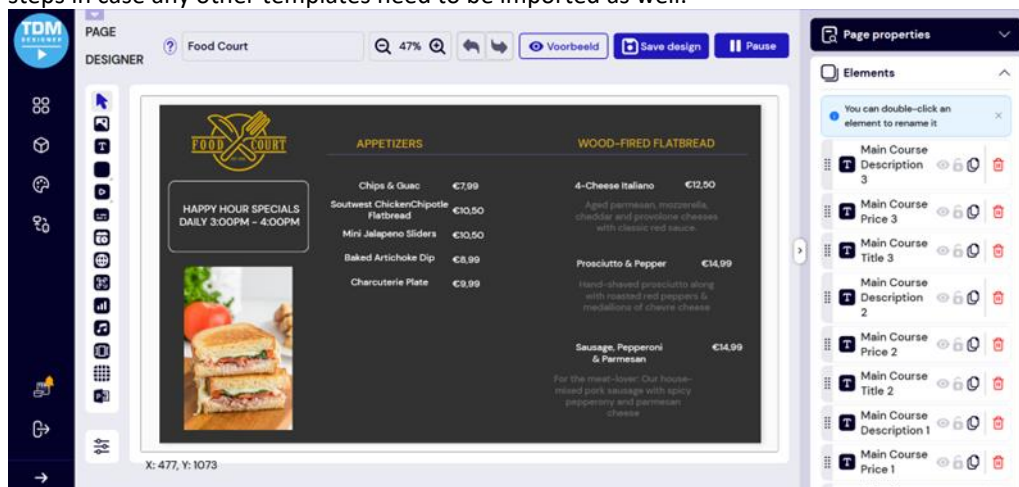 steps in case any other templates need to be imported as well.
TDM
DESIGNER
PAGE
DESIGNER
?
Food Court
47%
Voorbeeld
Save design
Pause
FOOD COURT
HAPPY HOUR SPECIALS
DAILY 3:00PM - 4:00PM
APPETIZERS
Chips & Guac €7,99
Soutwest ChickenChipotle
Flatbread €10,50
Mini Jalapeno Sliders €10,50
Baked Artichoke Dip €8,99
Charcuterie Plate €9,99
WOOD-FIRED FLATBREAD
4-Cheese Italiano €12,50
Aged parmesan, mozzerella,
cheddar and provolone cheeses
with classic red sauce.
Prosciutto & Pepper €14,99
Hand-shaved prosciutto along
with roasted red peppers &
medallions of chevre cheese
Sausage, Pepperoni €14,99
& Parmesan
For the meat-lover: Our house-
mixed pork sausage with spicy
pepperony and parmesan
cheese
X: 477, Y: 1073
Page properties
Elements
You can double-click an
element to rename it
Main Course
Description
3
Main Course
Price 3
Main Course
Title 3
Main Course
Description
2
Main Course
Price 2
Main Course
Title 2
Main Course
Description 1
Main Course
Price 1